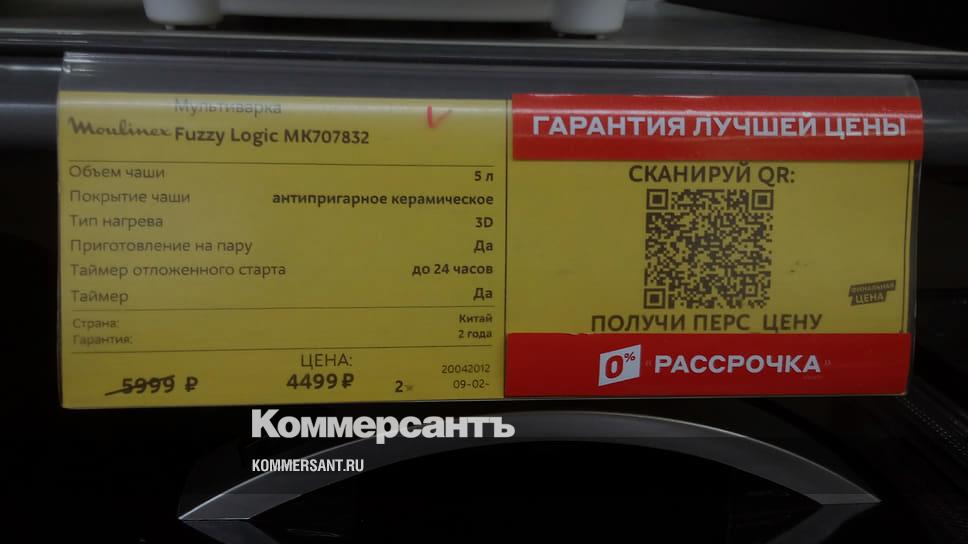 Мультиварка
Moulinex Fuzzy Logic MK707832
Объем чаши 5 л
Покрытие чаши антипригарное керамическое
Тип нагрева 3D
Приготовление на пару Да
Таймер отложенного старта до 24 часов
Таймер Да
Страна: Китай
Гарантия: 2 года
ЦЕНА:
5999 ₽ 4499 ₽
20042012
09-02-
ГАРАНТИЯ ЛУЧШЕЙ ЦЕНЫ
СКАНИРУЙ QR:
ФИНАЛЬНАЯ
ЦЕНА
ПОЛУЧИ ПЕРС ЦЕНУ
0% "РАССРОЧКА"
Коммерсантъ
KOMMERSANT.RU